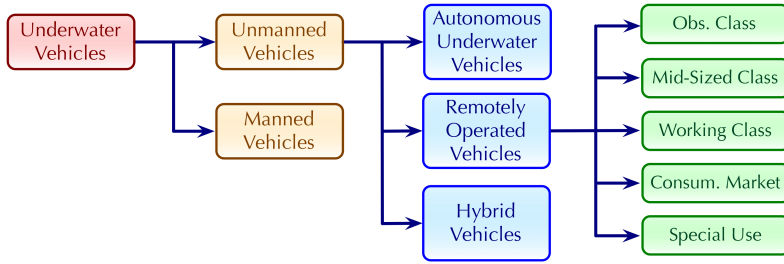 Underwater
Vehicles
Unmanned
Vehicles
Manned
Vehicles
Autonomous
Underwater
Vehicles
Remotely
Operated
Vehicles
Hybrid
Vehicles
Obs. Class
Mid-Sized Class
Working Class
Consum. Market
Special Use